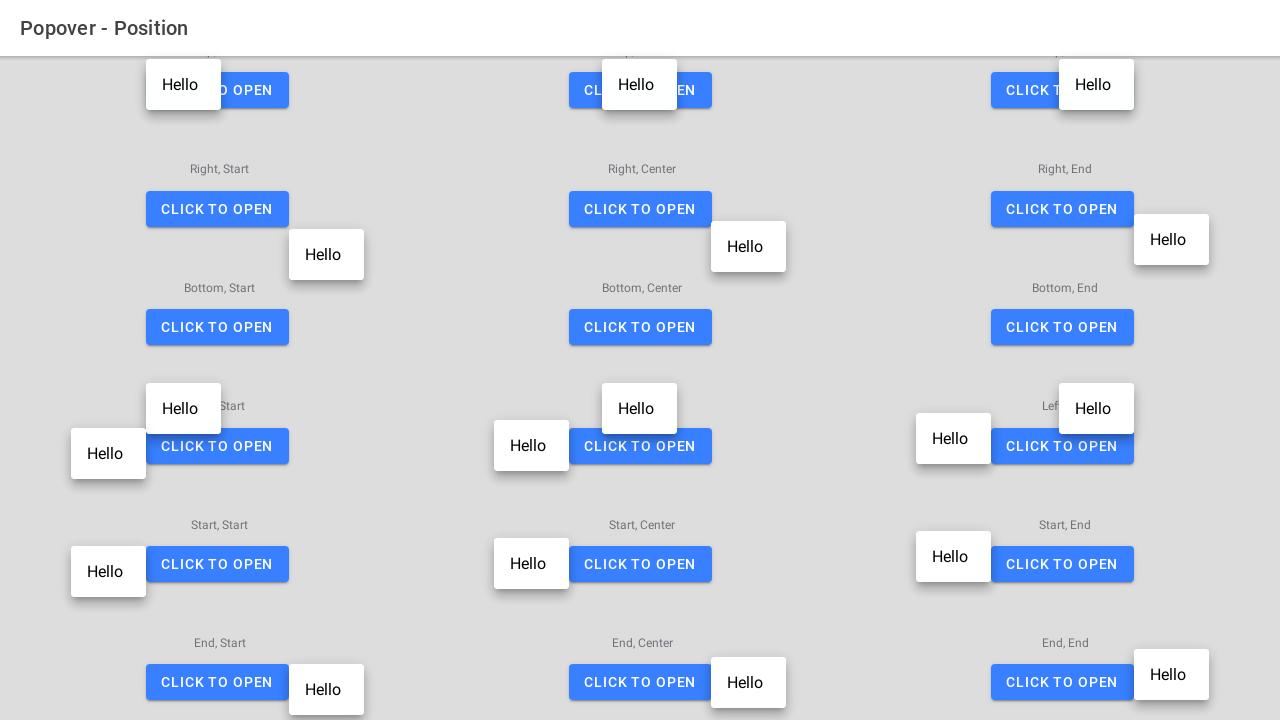 Popover - Position
Hello
O OPEN
CL
Hello
EN
CLICK T
Hello
Right, Start
Right, Center
Right, End
CLICK TO OPEN
CLICK TO OPEN
CLICK TO OPEN
Hello
Hello
Hello
Bottom, Start
Bottom, Center
Bottom, End
CLICK TO OPEN
CLICK TO OPEN
CLICK TO OPEN
Hello
Start
Hello
Lef
Hello
Hello
CLICK TO OPEN
Hello
CLICK TO OPEN
Hello
CLICK TO OPEN
Start, Start
Start, Center
Start, End
Hello
CLICK TO OPEN
Hello
CLICK TO OPEN
Hello
CLICK TO OPEN
End, Start
End, Center
End, End
CLICK TO OPEN
Hello
CLICK TO OPEN
Hello
CLICK TO OPEN
Hello